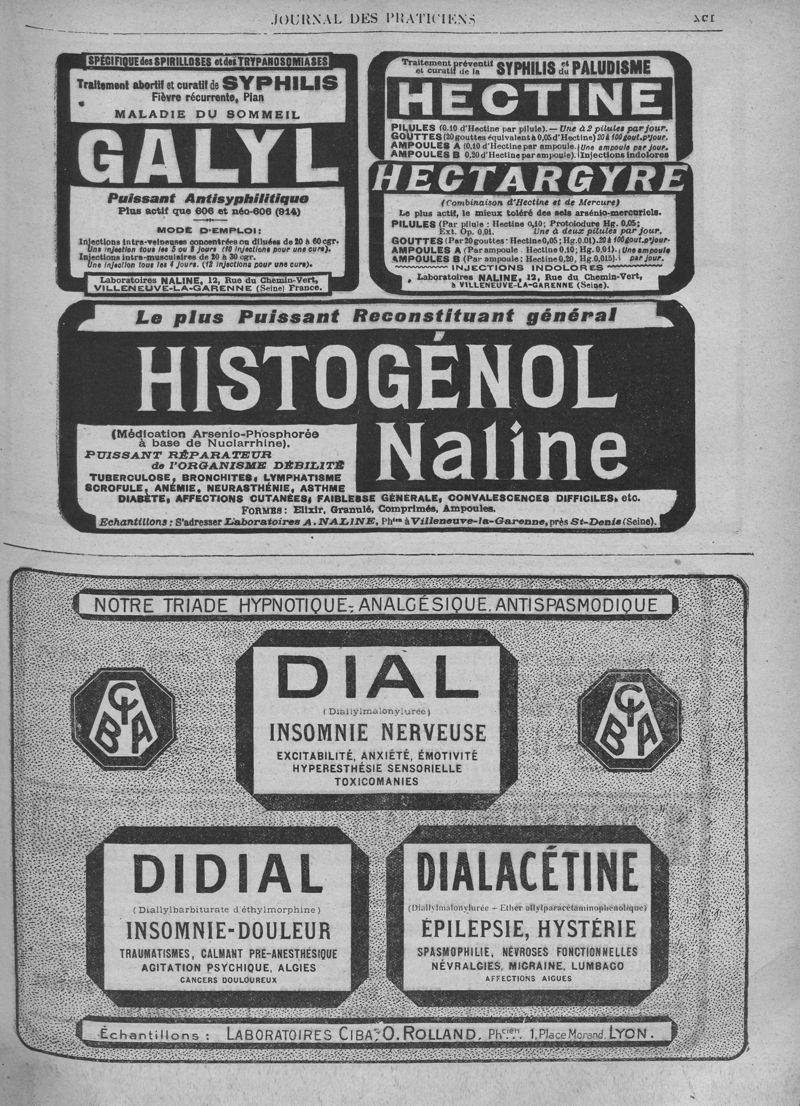 JOURNAL DES PRATICIENS
XCI
SPÉCIFIQUE des SPIRILLOSES et des TRYPANOSOMIASES
Traitement abortif et curatif de SYPHILIS
Fièvre récurrente, Pian
MALADIE DU SOMMEIL
GALYL
Puissant Antisyphilitique
Plus actif que 606 et néo-606 (914)
MODE D'EMPLOI:
Injections intra-veineuses concentrées ou diluées de 20 à 60 cgr.
Une injection tous les 5 ou 8 jours (10 injections pour une cure).
Injections intra-musculaires de 20 à 30 cgr.
Une injection tous les 4 jours. (12 injections pour une cure).
Laboratoires NALINE, 12, Rue du Chemin-Vert,
VILLENEUVE-LA-GARENNE (Seine) France.
Traitement préventif et curatif de la SYPHILIS et du PALUDISME
HECTINE
PILULES (0.10 d'Hectine par pilule). — Une à 2 pilules par jour.
GOUTTES (20 gouttes équivalent à 0,05 d'Hectine) 20 à 100 gout. p' jour.
AMPOULES A (0,10 d'Hectine par ampoule. Une ampoule par jour.
AMPOULES B 0,20 d'Hectine par ampoule). Injections indolores
HECTARGYRE
(Combinaison d'Hectine et de Mercure)
Le plus actif, le mieux toléré des sels arsénio-mercuriels.
PILULES (Par pilule : Hectine 0,10; Protoiodure Hg. 0,05;
Ext. Op. 0,01. Une à deux pilules par jour.
GOUTTES (Par 20 gouttes: Hectine 0,05; Hg. 0.01). 20 à 100 gout. p' jour.
AMPOULES A (Par ampoule : Hectine 0,10; Hg. 0,01). Une ampoule
AMPOULES B (Par ampoule: Hectine 0,20, Hg. 0,015). par jour.
INJECTIONS INDOLORES
Laboratoires NALINE, 12, Rue du Chemin-Vert,
à VILLENEUVE-LA-GARENNE (Seine).
Le plus Puissant Reconstituant général
HISTOGÉNOL
Naline
(Médication Arsenio-Phosphorée
à base de Nuclarrhine).
PUISSANT RÉPARATEUR
de l'ORGANISME DÉBILITÉ
TUBERCULOSE, BRONCHITES, LYMPHATISME
SCROFULE, ANÉMIE, NEURASTHÉNIE, ASTHME
DIABÈTE, AFFECTIONS CUTANÉES, FAIBLESSE GÉNÉRALE, CONVALESCENCES DIFFICILES, etc.
FORMES : Elixir, Granulé, Comprimés, Ampoules.
Echantillons : S'adresser Laboratoires A. NALINE, Phien à Villeneuve-la-Garenne, près St-Denis (Seine).
NOTRE TRIADE HYPNOTIQUE-ANALGÉSIQUE. ANTISPASMODIQUE
CIBA
CIBA
DIAL
(Diallylmalonylurée)
INSOMNIE NERVEUSE
EXCITABILITÉ, ANXIÉTÉ, ÉMOTIVITÉ
HYPERESTHÉSIE SENSORIELLE
TOXICOMANIES
DIDIAL
(Diallylbarbiturate d'éthylmorphine)
INSOMNIE-DOULEUR
TRAUMATISMES, CALMANT PRÉ-ANESTHÉSIQUE
AGITATION PSYCHIQUE, ALGIES
CANCERS DOULOUREUX
DIALACÉTINE
(Diallylmalonylurée + Ether allylparacétaminophénolique)
ÉPILEPSIE, HYSTÉRIE
SPASMOPHILIE, NÉVROSES FONCTIONNELLES
NÉVRALGIES, MIGRAINE, LUMBAGO
AFFECTIONS AIGUES
Échantillons : LABORATOIRES CIBA, O. ROLLAND, Phcien. 1, Place Morand, LYON.